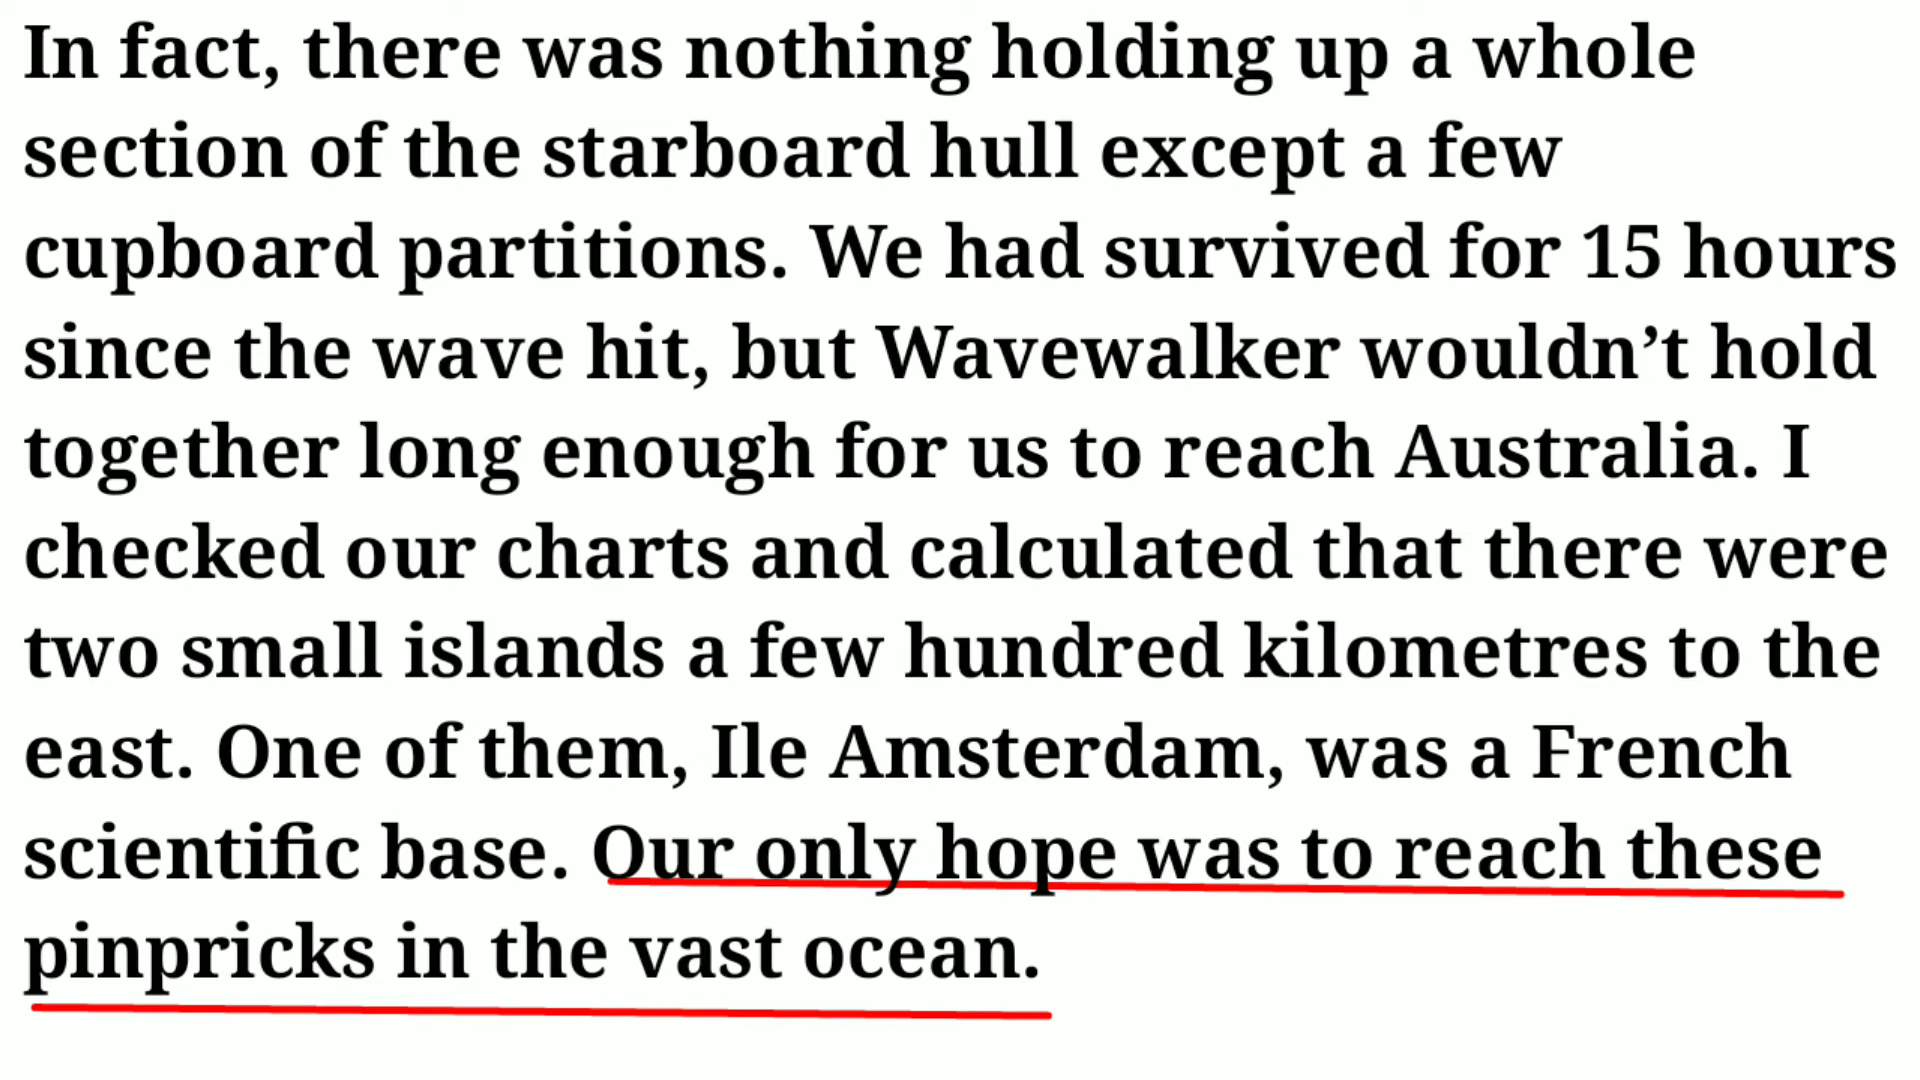 In fact, there was nothing holding up a whole
section of the starboard hull except a few
cupboard partitions. We had survived for 15 hours
since the wave hit, but Wavewalker wouldn’t hold
together long enough for us to reach Australia. I
checked our charts and calculated that there were
two small islands a few hundred kilometres to the
east. One of them, Ile Amsterdam, was a French
scientific base. Our only hope was to reach these
pinpricks in the vast ocean.